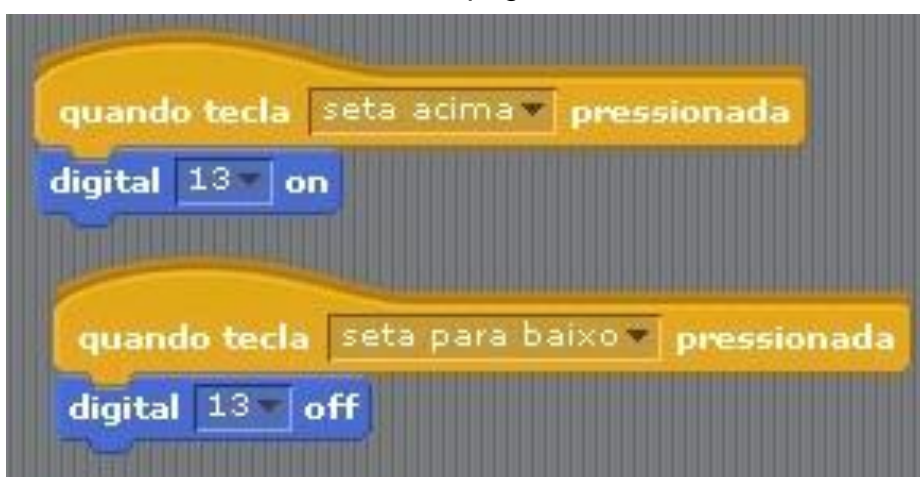 quando tecla seta acima pressionada
digital 13 on
quando tecla seta para baixo pressionada
digital 13 off